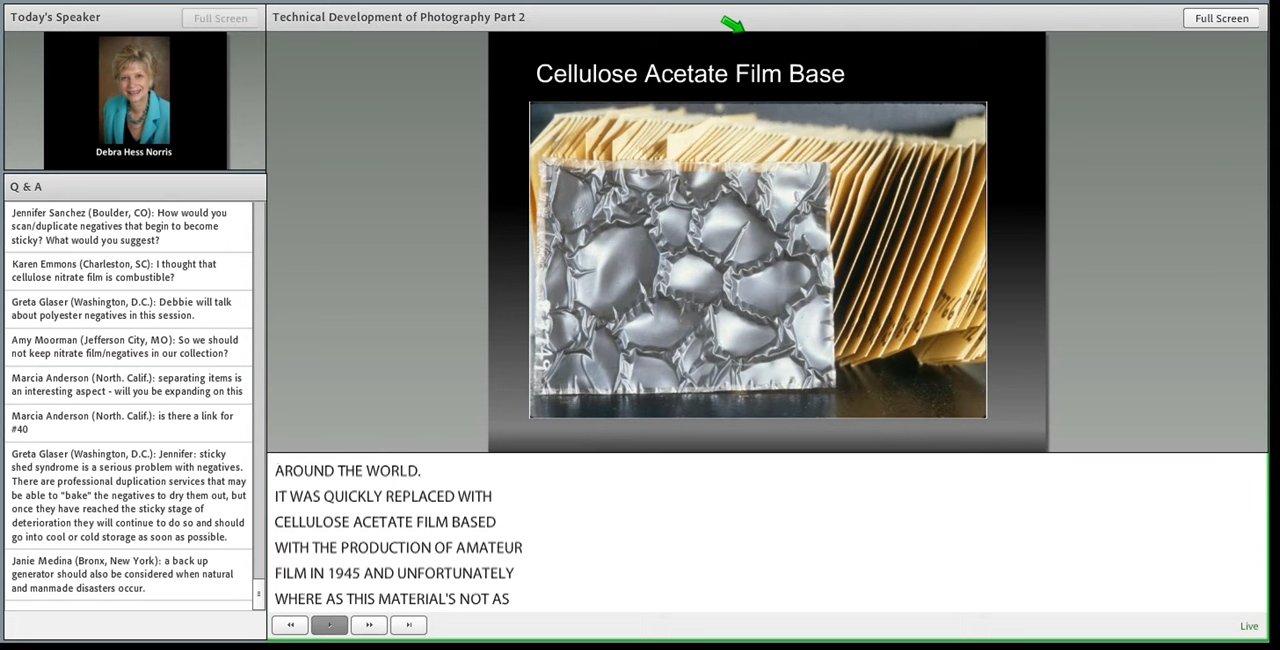 Today's Speaker
Full Screen
Technical Development of Photography Part 2
Full Screen
Debra Hess Norris
Cellulose Acetate Film Base
Q & A
Jennifer Sanchez (Boulder, CO): How would you
scan/duplicate negatives that begin to become
sticky? What would you suggest?
Karen Emmons (Charleston, SC): I thought that
cellulose nitrate film is combustible?
Greta Glaser (Washington, D.C.): Debbie will talk
about polyester negatives in this session.
Amy Moorman (Jefferson City, MO): So we should
not keep nitrate film/negatives in our collection?
Marcia Anderson (North. Calif.): separating items is
an interesting aspect - will you be expanding on this
Marcia Anderson (North. Calif.): is there a link for
#40
Greta Glaser (Washington, D.C.): Jennifer: sticky
shed syndrome is a serious problem with negatives.
There are professional duplication services that may
be able to "bake" the negatives to dry them out, but
once they have reached the sticky stage of
deterioration they will continue to do so and should
go into cool or cold storage as soon as possible.
Janie Medina (Bronx, New York): a back up
generator should also be considered when natural
and manmade disasters occur.
AROUND THE WORLD.
IT WAS QUICKLY REPLACED WITH
CELLULOSE ACETATE FILM BASED
WITH THE PRODUCTION OF AMATEUR
FILM IN 1945 AND UNFORTUNATELY
WHERE AS THIS MATERIAL'S NOT AS
Live